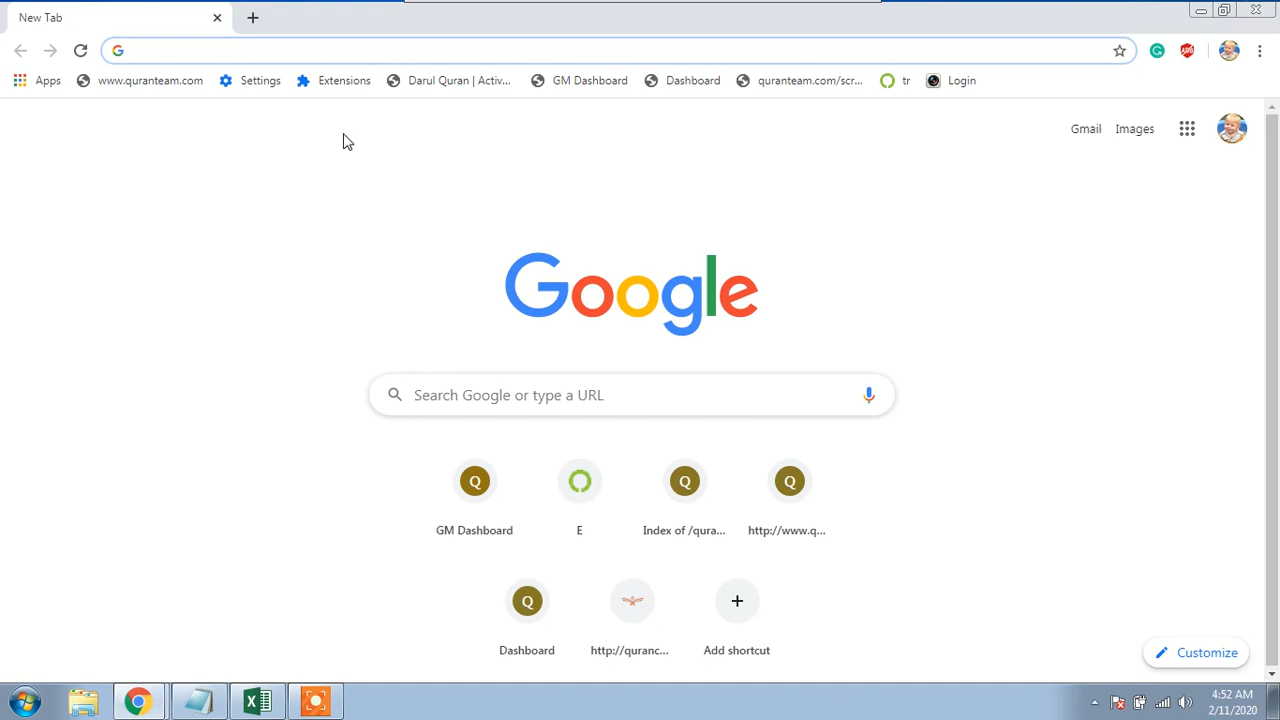 New Tab
Apps www.quranteam.com Settings Extensions Darul Quran | Activ... GM Dashboard Dashboard quranteam.com/scr... tr Login
Gmail Images
Google
Search Google or type a URL
Q Q Q
GM Dashboard E Index of /qura... http://www.q...
Q
Dashboard http://quranc... Add shortcut
Customize
4:52 AM
2/11/2020